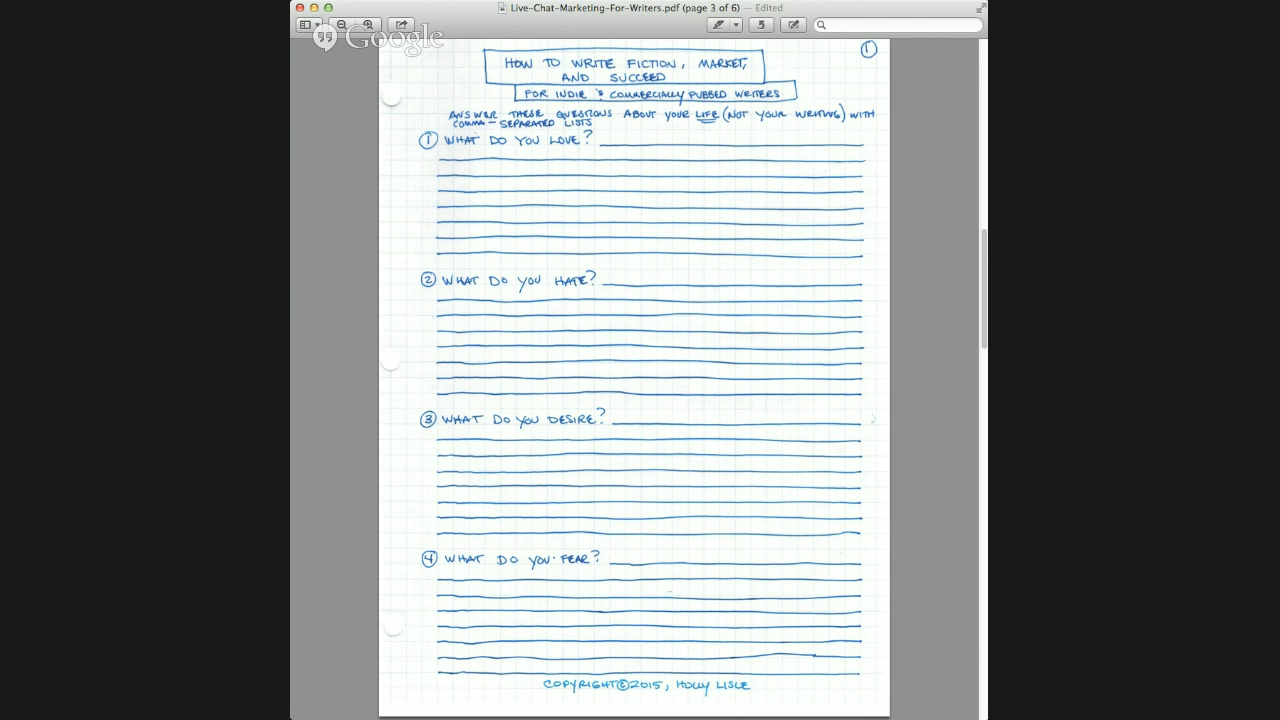 Live-Chat-Marketing-For-Writers.pdf (page 3 of 6) — Edited
Google
1
HOW TO WRITE FICTION, MARKET,
AND SUCCEED
FOR INDIE & COMMERCIALLY PUBBED WRITERS
ANSWER THESE QUESTIONS ABOUT YOUR LIFE (NOT YOUR WRITING) WITH
COMMA-SEPARATED LISTS
1 WHAT DO YOU LOVE?
2 WHAT DO YOU HATE?
3 WHAT DO YOU DESIRE?
4 WHAT DO YOU FEAR?
COPYRIGHT © 2015, HOLLY LISLE